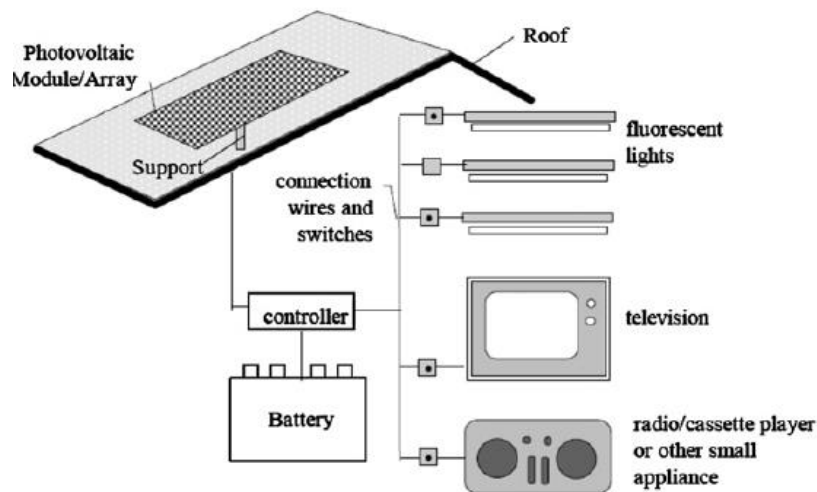 Roof
Photovoltaic
Module/Array
fluorescent
lights
Support
connection
wires and
switches
controller
television
Battery
radio/cassette player
or other small
appliance